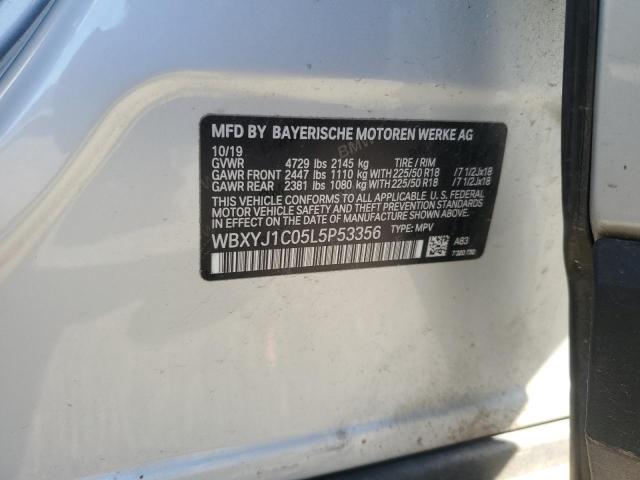 MFD BY BAYERISCHE MOTOREN WERKE AG
10/19
GVWR 4729 lbs 2145 kg TIRE / RIM
GAWR FRONT 2447 lbs 1110 kg WITH 225/50 R18 /7 1/2Jx18
GAWR REAR 2381 lbs 1080 kg WITH 225/50 R18 /7 1/2Jx18
THIS VEHICLE CONFORMS TO ALL APPLICABLE U.S. FEDERAL
MOTOR VEHICLE SAFETY, BUMPER, AND THEFT PREVENTION
STANDARDS IN EFFECT ON THE DATE OF MANUFACTURE SHOWN ABOVE.
WBXYJ1C05L5P53356 TYPE: MPV
A83